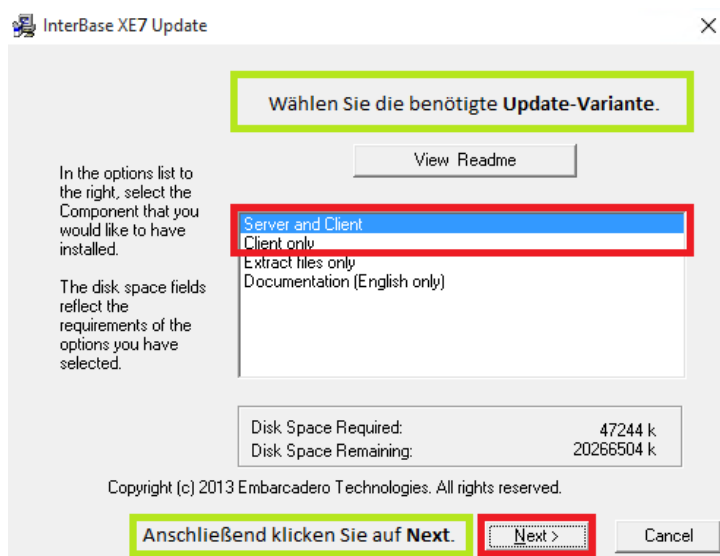 InterBase XE7 Update
Wählen Sie die benötigte Update-Variante.
View Readme
In the options list to
the right, select the
Component that you
would like to have
installed.
The disk space fields
reflect the
requirements of the
options you have
selected.
Server and Client
Client only
Extract files only
Documentation (English only)
Disk Space Required: 47244 k
Disk Space Remaining: 20266504 k
Copyright (c) 2013 Embarcadero Technologies. All rights reserved.
Anschließend klicken Sie auf Next. Next > Cancel